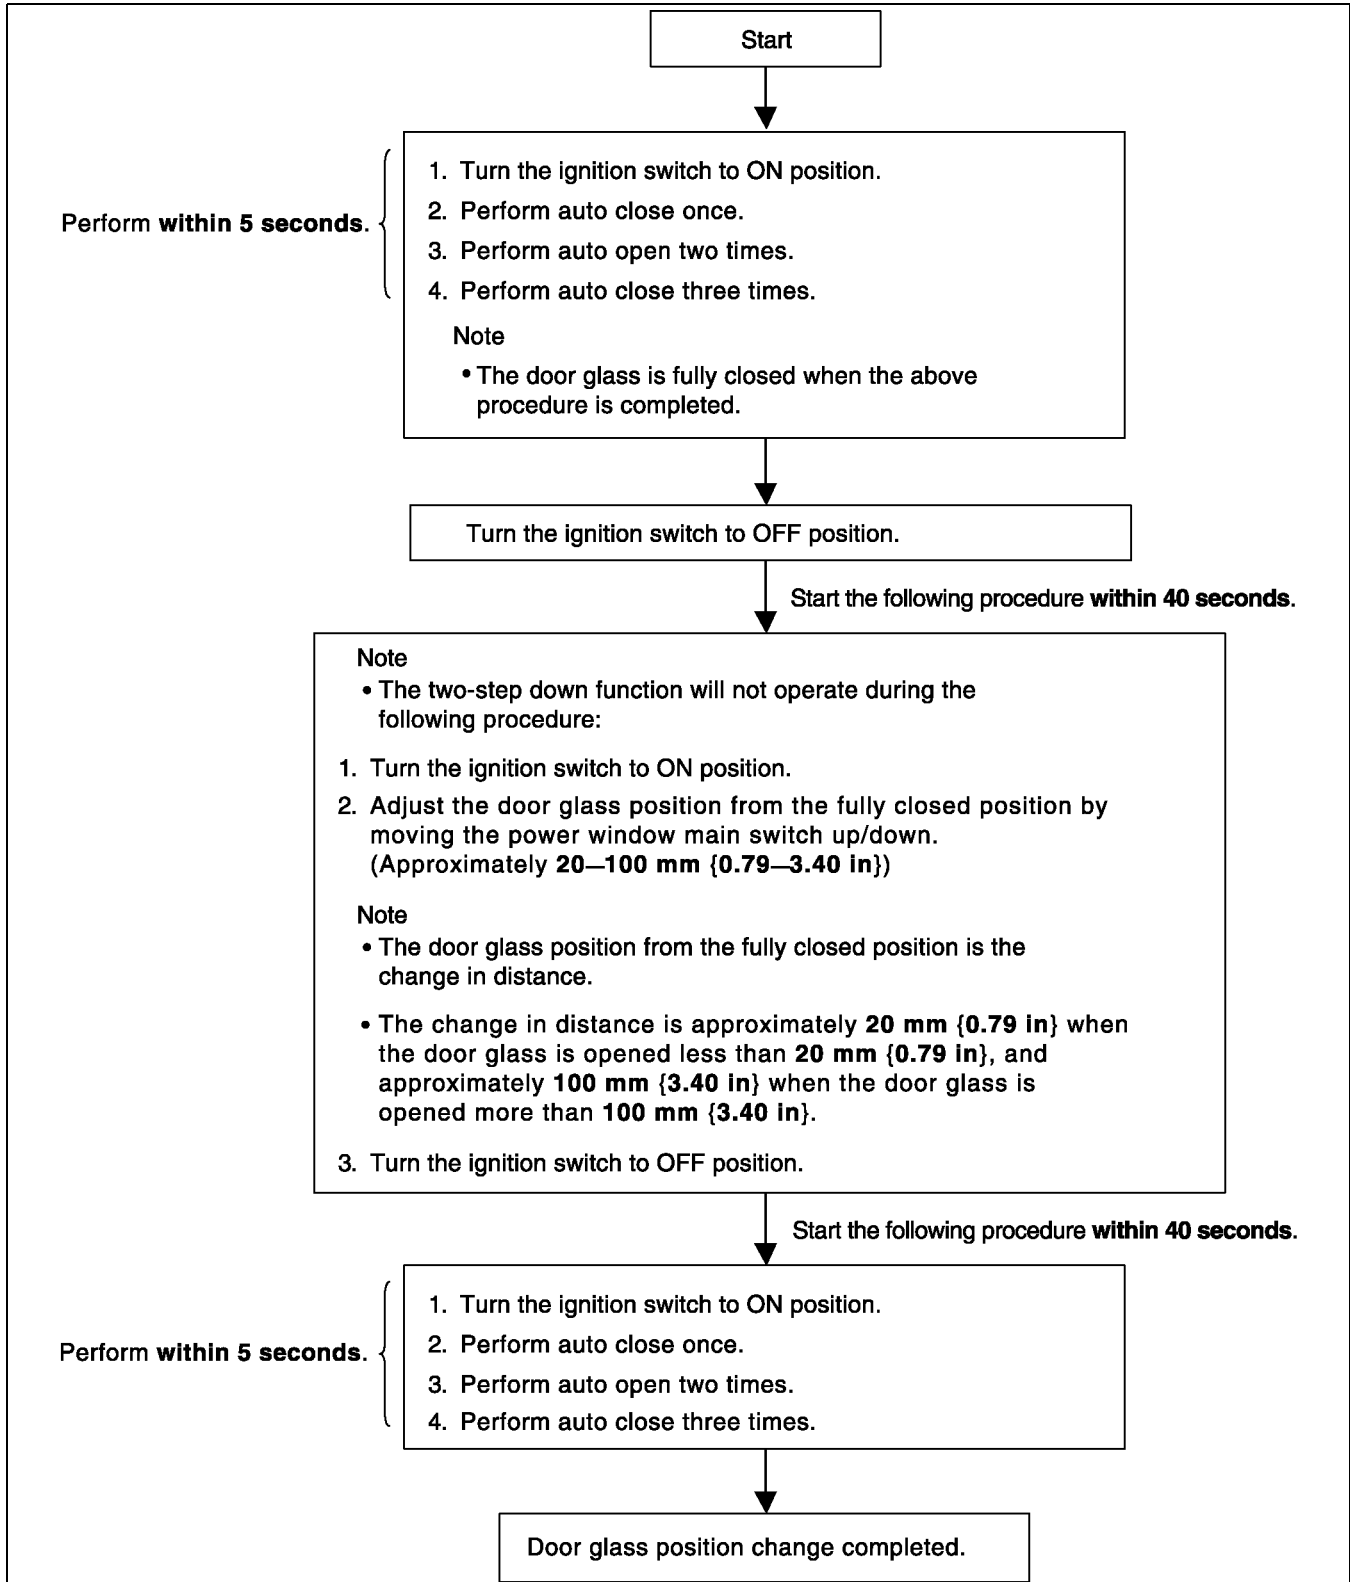 Start
Perform within 5 seconds.
1. Turn the ignition switch to ON position.
2. Perform auto close once.
3. Perform auto open two times.
4. Perform auto close three times.
Note
• The door glass is fully closed when the above
procedure is completed.
Turn the ignition switch to OFF position.
Start the following procedure within 40 seconds.
Note
• The two-step down function will not operate during the
following procedure:
1. Turn the ignition switch to ON position.
2. Adjust the door glass position from the fully closed position by
moving the power window main switch up/down.
(Approximately 20—100 mm {0.79—3.40 in})
Note
• The door glass position from the fully closed position is the
change in distance.
• The change in distance is approximately 20 mm {0.79 in} when
the door glass is opened less than 20 mm {0.79 in}, and
approximately 100 mm {3.40 in} when the door glass is
opened more than 100 mm {3.40 in}.
3. Turn the ignition switch to OFF position.
Start the following procedure within 40 seconds.
Perform within 5 seconds.
1. Turn the ignition switch to ON position.
2. Perform auto close once.
3. Perform auto open two times.
4. Perform auto close three times.
Door glass position change completed.